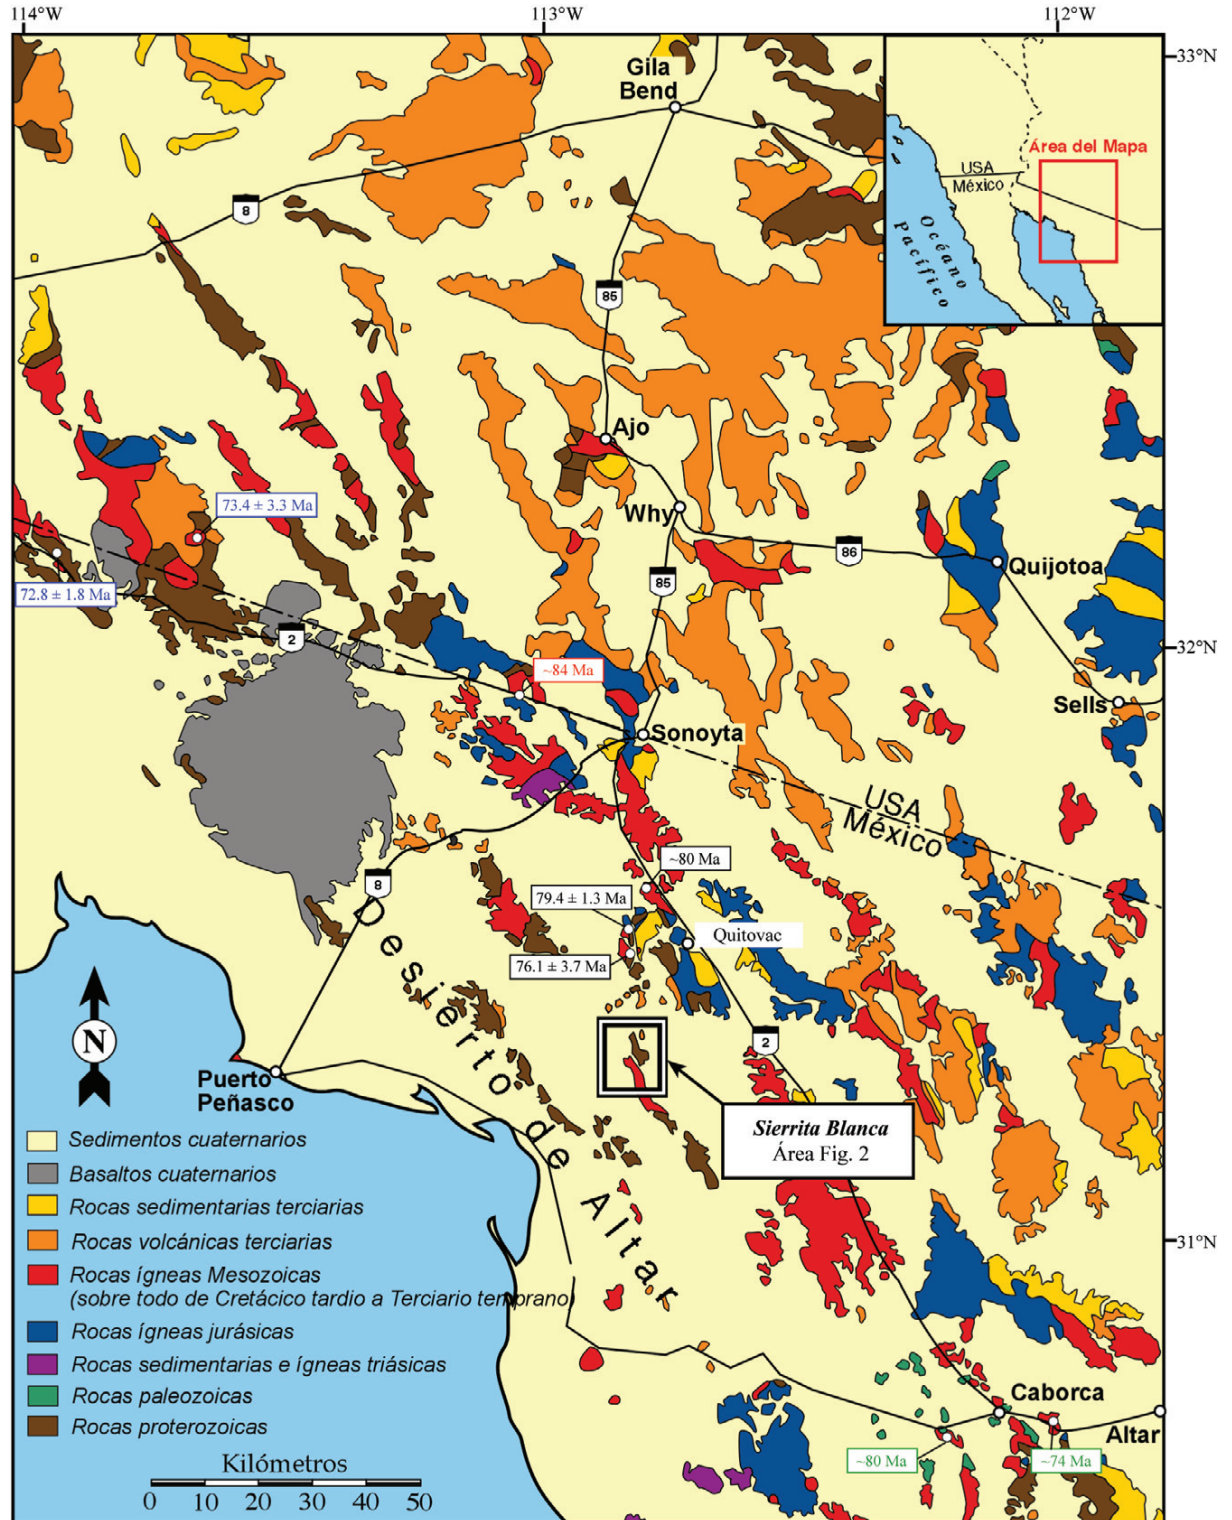 114°W
113°W
112°W
33°N
Gila
Bend
Área del Mapa
USA
México
Océano
Pacífico
8
85
Ajo
73.4 ± 3.3 Ma
Why
86
Quijotoa
85
72.8 ± 1.8 Ma
2
32°N
~84 Ma
Sells
Sonoyta
USA
México
~80 Ma
8
79.4 ± 1.3 Ma
Quitovac
76.1 ± 3.7 Ma
Desierto de Altar
N
2
Puerto
Peñasco
Sierrita Blanca
Área Fig. 2
31°N
Sedimentos cuaternarios
Basaltos cuaternarios
Rocas sedimentarias terciarias
Rocas volcánicas terciarias
Rocas ígneas Mesozoicas
(sobre todo de Cretácico tardio a Terciario temprano)
Rocas ígneas jurásicas
Rocas sedimentarias e ígneas triásicas
Rocas paleozoicas
Rocas proterozoicas
Caborca
Altar
~80 Ma
~74 Ma
Kilómetros
0 10 20 30 40 50